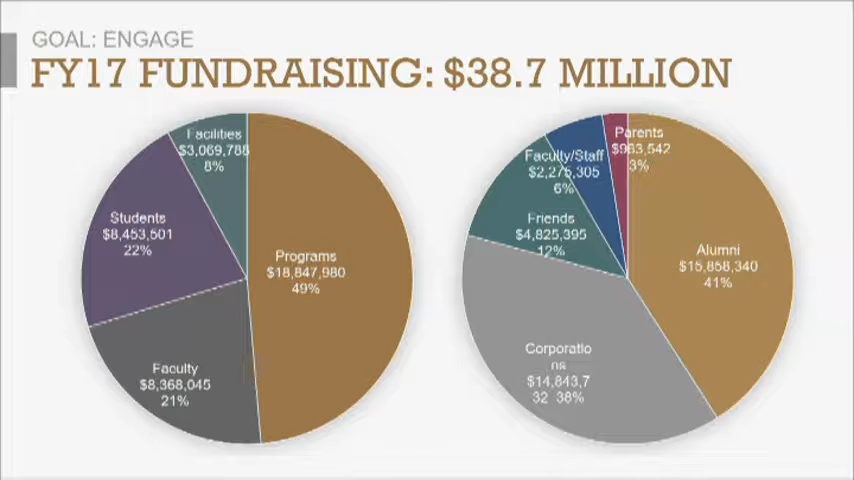 GOAL: ENGAGE
FY17 FUNDRAISING: $38.7 MILLION
Facilities
$3,069,788
8%
Students
$8,453,501
22%
Programs
$18,847,980
49%
Faculty
$8,368,045
21%
Parents
$963,542
3%
Faculty/Staff
$2,275,305
6%
Friends
$4,825,395
12%
Alumni
$15,858,340
41%
Corporatio
ns
$14,843,7
32 38%